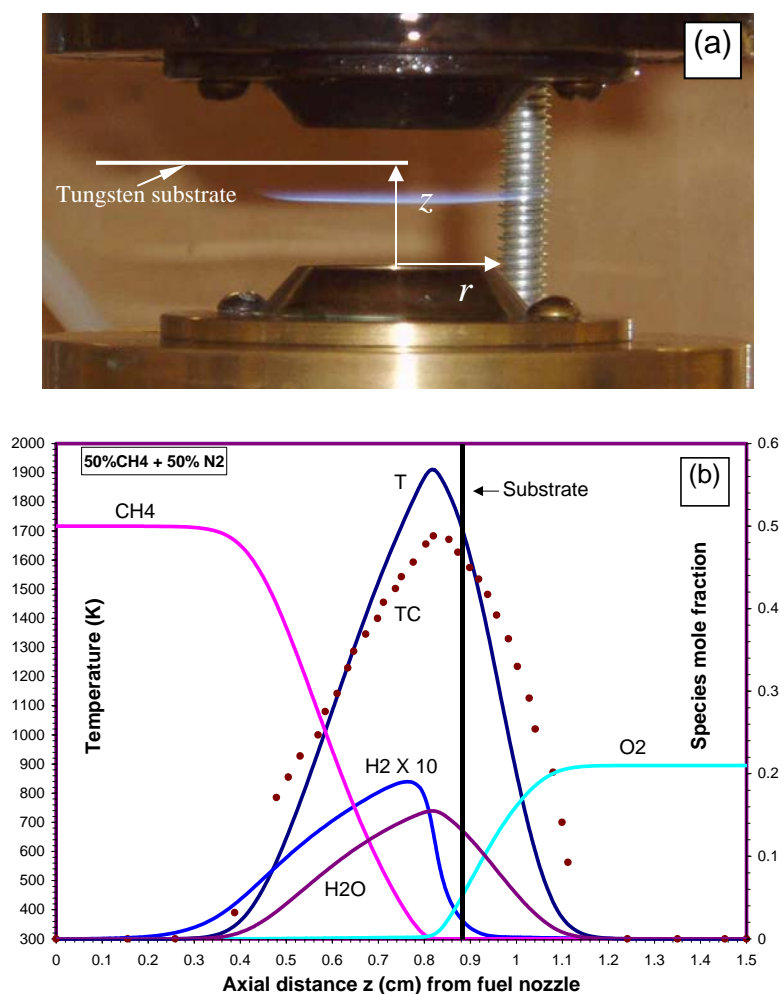 (a)
Tungsten substrate
z
r
50%CH4 + 50% N2
(b)
T
Substrate
CH4
TC
H2 X 10
O2
H2O
Temperature (K)
Species mole fraction
2000
1900
1800
1700
1600
1500
1400
1300
1200
1100
1000
900
800
700
600
500
400
300
0.6
0.5
0.4
0.3
0.2
0.1
0
0 0.1 0.2 0.3 0.4 0.5 0.6 0.7 0.8 0.9 1 1.1 1.2 1.3 1.4 1.5
Axial distance z (cm) from fuel nozzle